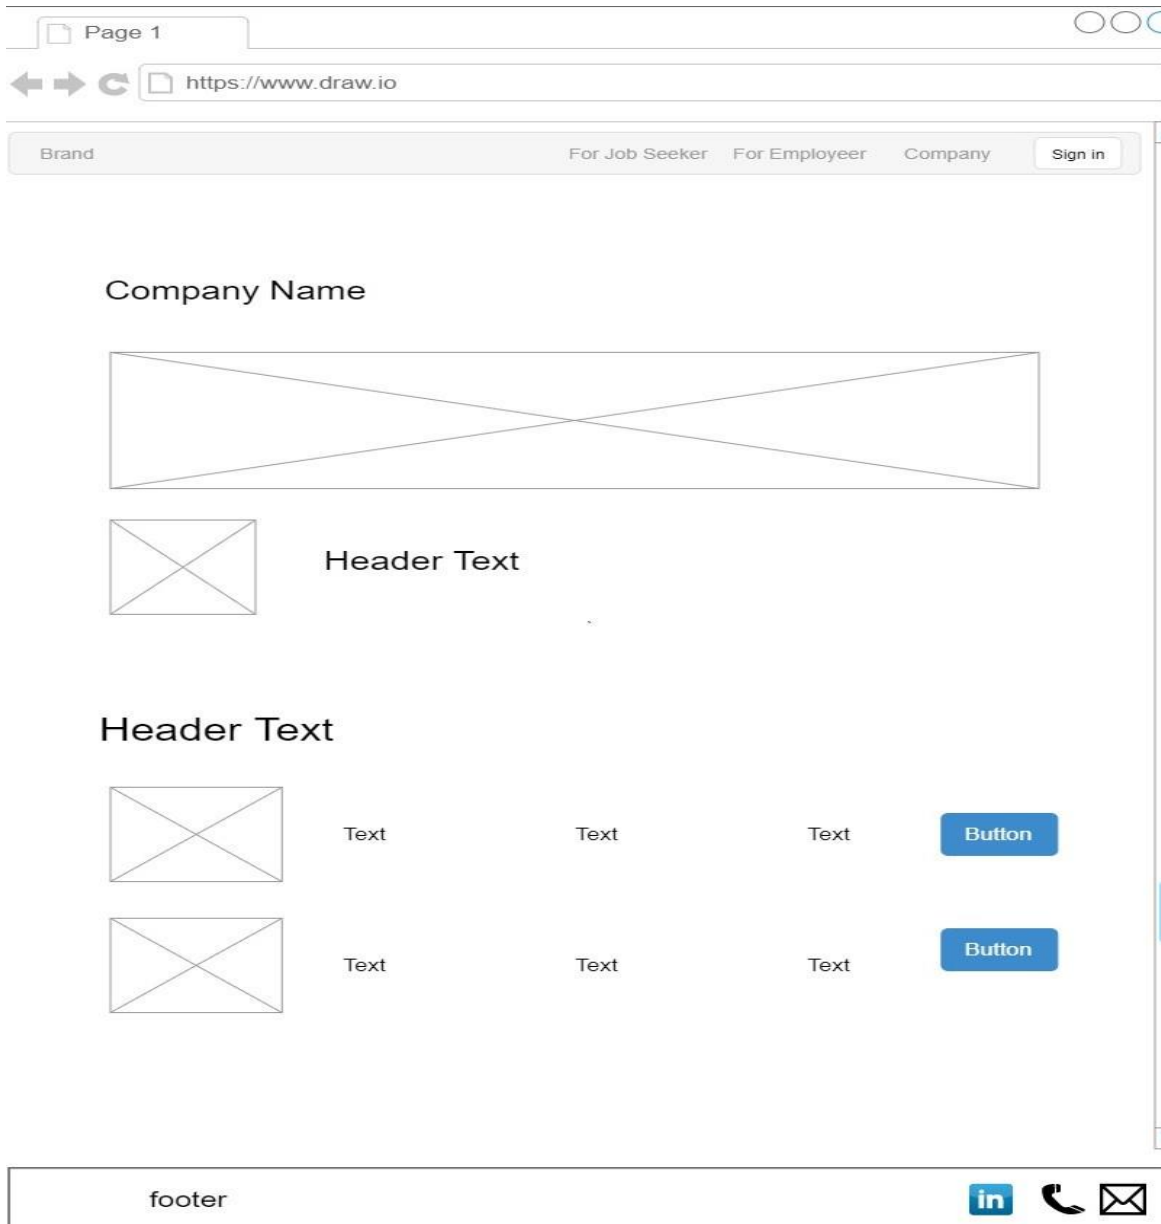 Page 1
https://www.draw.io
Brand For Job Seeker For Employeer Company Sign in
Company Name
Header Text
Header Text
Text Text Text Button
Text Text Text Button
footer in